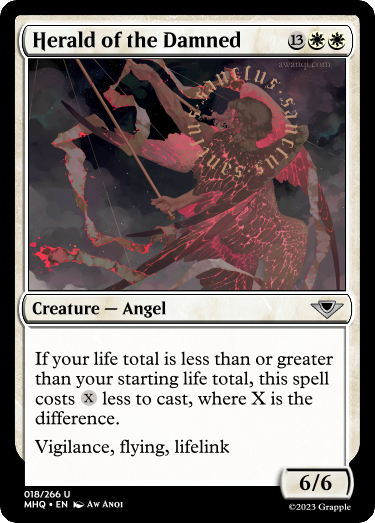 Herald of the Damned 13
awanqi.com
sanctus · sanctus · sanctus
Creature — Angel
If your life total is less than or greater
than your starting life total, this spell
costs X less to cast, where X is the
difference.
Vigilance, flying, lifelink
6/6
018/266 U
MHQ • EN Aw Anqi
©2023 Grapple